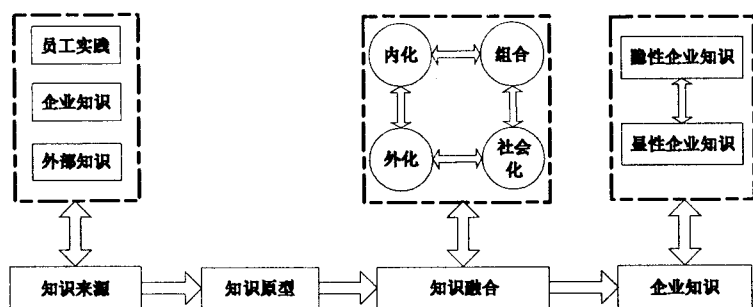 员工实践
企业知识
外部知识
内化
组合
外化
社会
化
隐性企业知识
显性企业知识
知识来源
知识原型
知识融合
企业知识